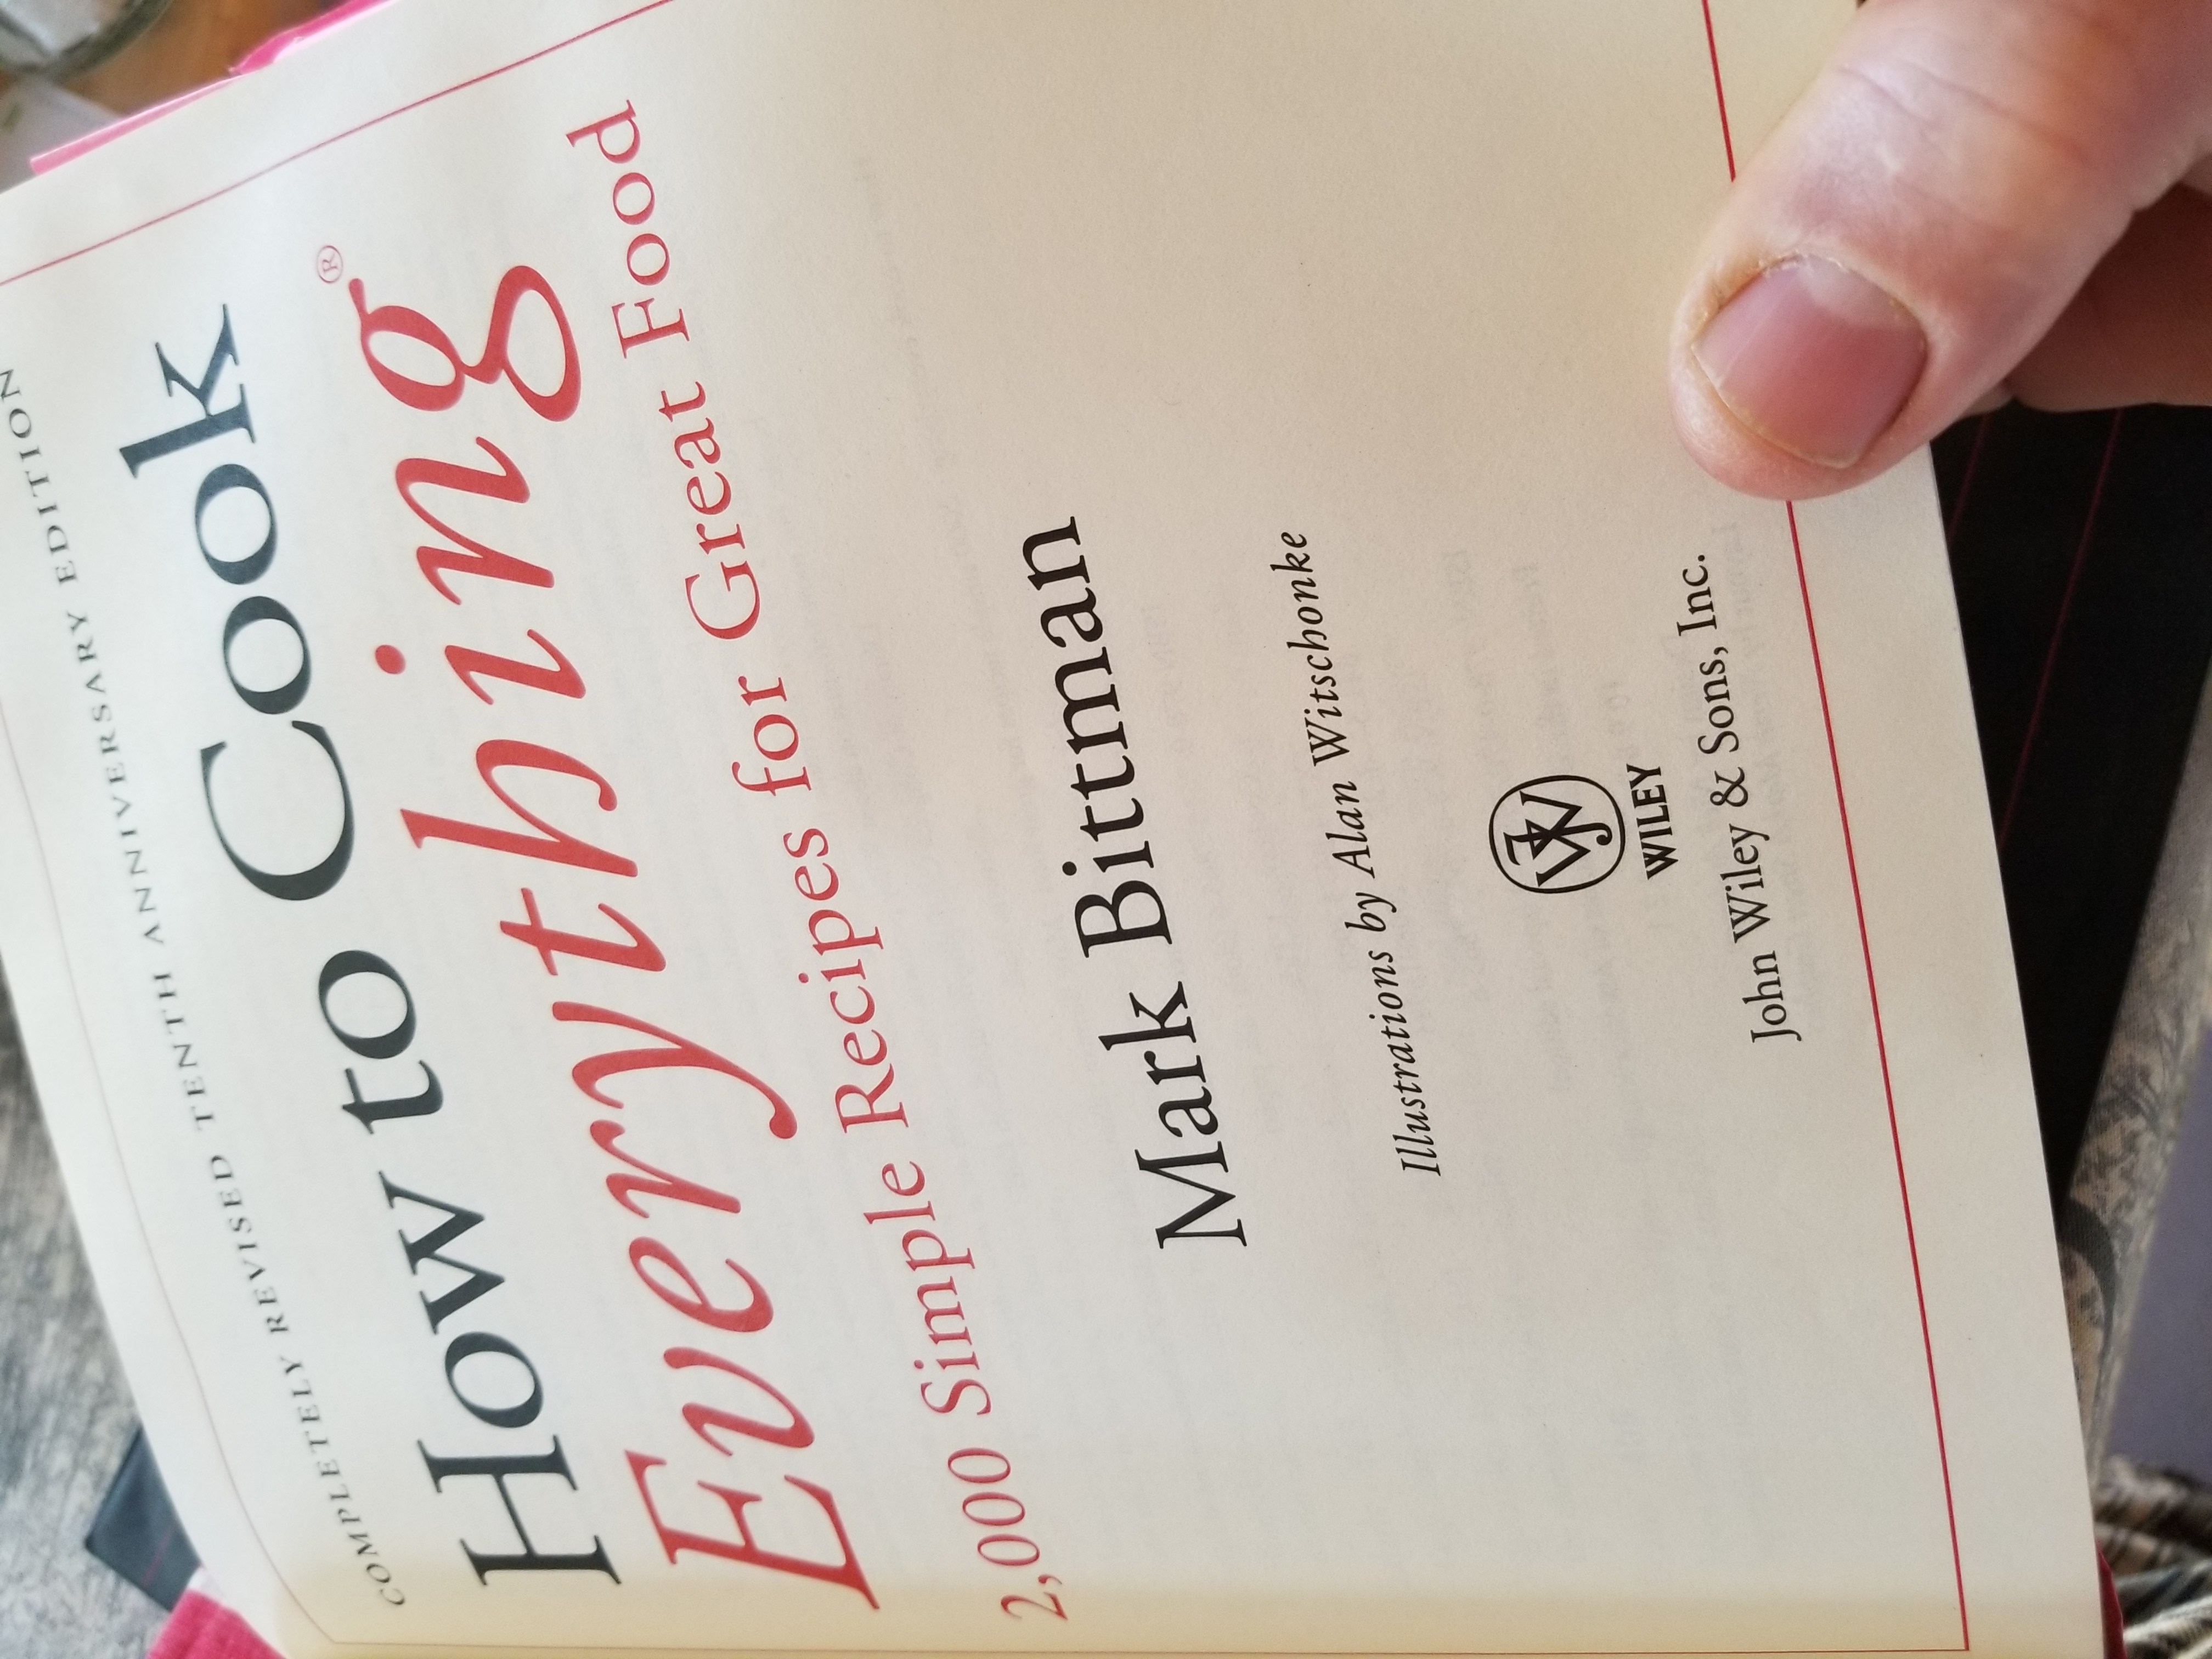 COMPLETELY REVISED TENTH ANNIVERSARY EDITION
How to Cook
Everything®
2,000 Simple Recipes for Great Food
Mark Bittman
Illustrations by Alan Witschonke
WILEY
John Wiley & Sons, Inc.